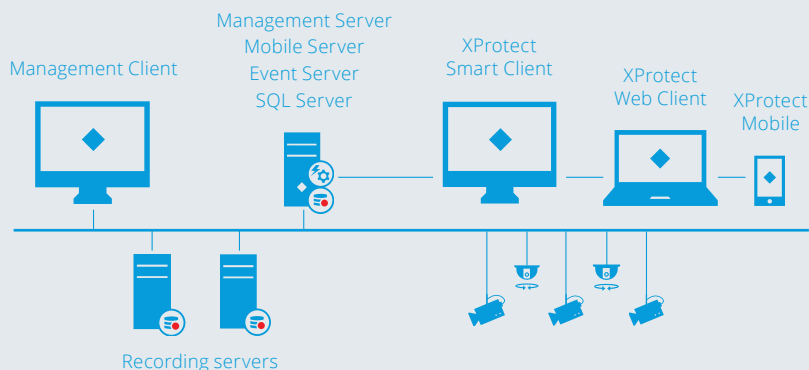 Management Client
Management Server
Mobile Server
Event Server
SQL Server
XProtect
Smart Client
XProtect
Web Client
XProtect
Mobile
Recording servers